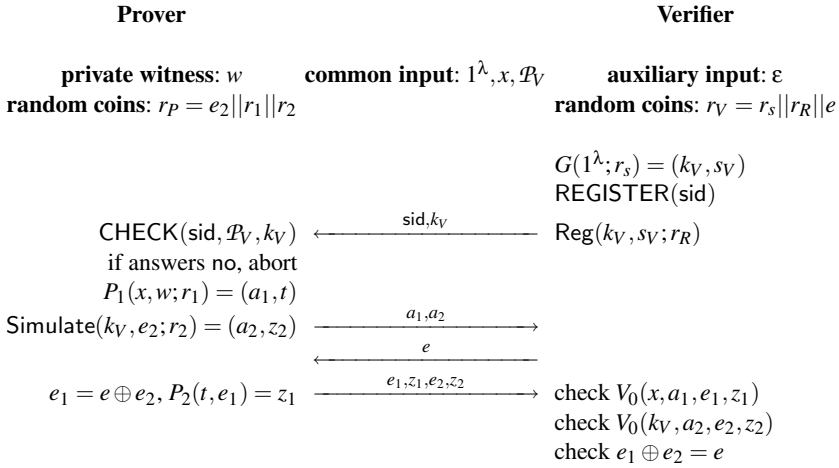 Prover Verifier
private witness: w common input: 1^λ, x, 𝒫_V auxiliary input: ε
random coins: r_P = e_2||r_1||r_2 random coins: r_V = r_s||r_R||e
G(1^λ; r_s) = (k_V, s_V)
REGISTER(sid)
CHECK(sid, 𝒫_V, k_V) ← sid,k_V Reg(k_V, s_V; r_R)
if answers no, abort
P_1(x, w; r_1) = (a_1, t)
Simulate(k_V, e_2; r_2) = (a_2, z_2) a_1,a_2 →
← e
e_1 = e ⊕ e_2, P_2(t, e_1) = z_1 e_1,z_1,e_2,z_2 → check V_0(x, a_1, e_1, z_1)
check V_0(k_V, a_2, e_2, z_2)
check e_1 ⊕ e_2 = e